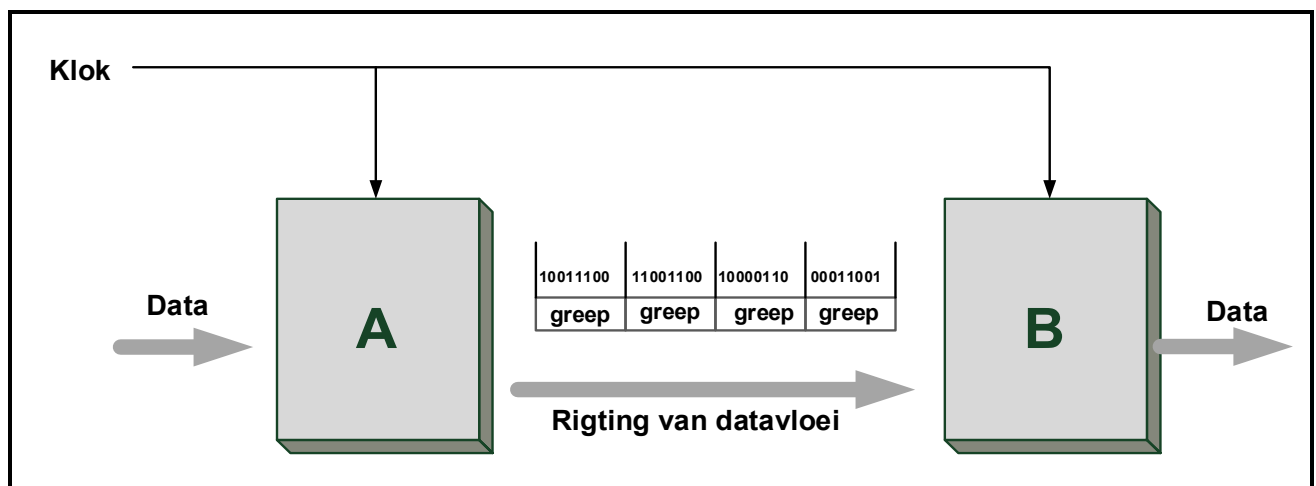 Klok
10011100 11001100 10000110 00011001
greep greep greep greep
Data
A
B
Data
Rigting van datavloei